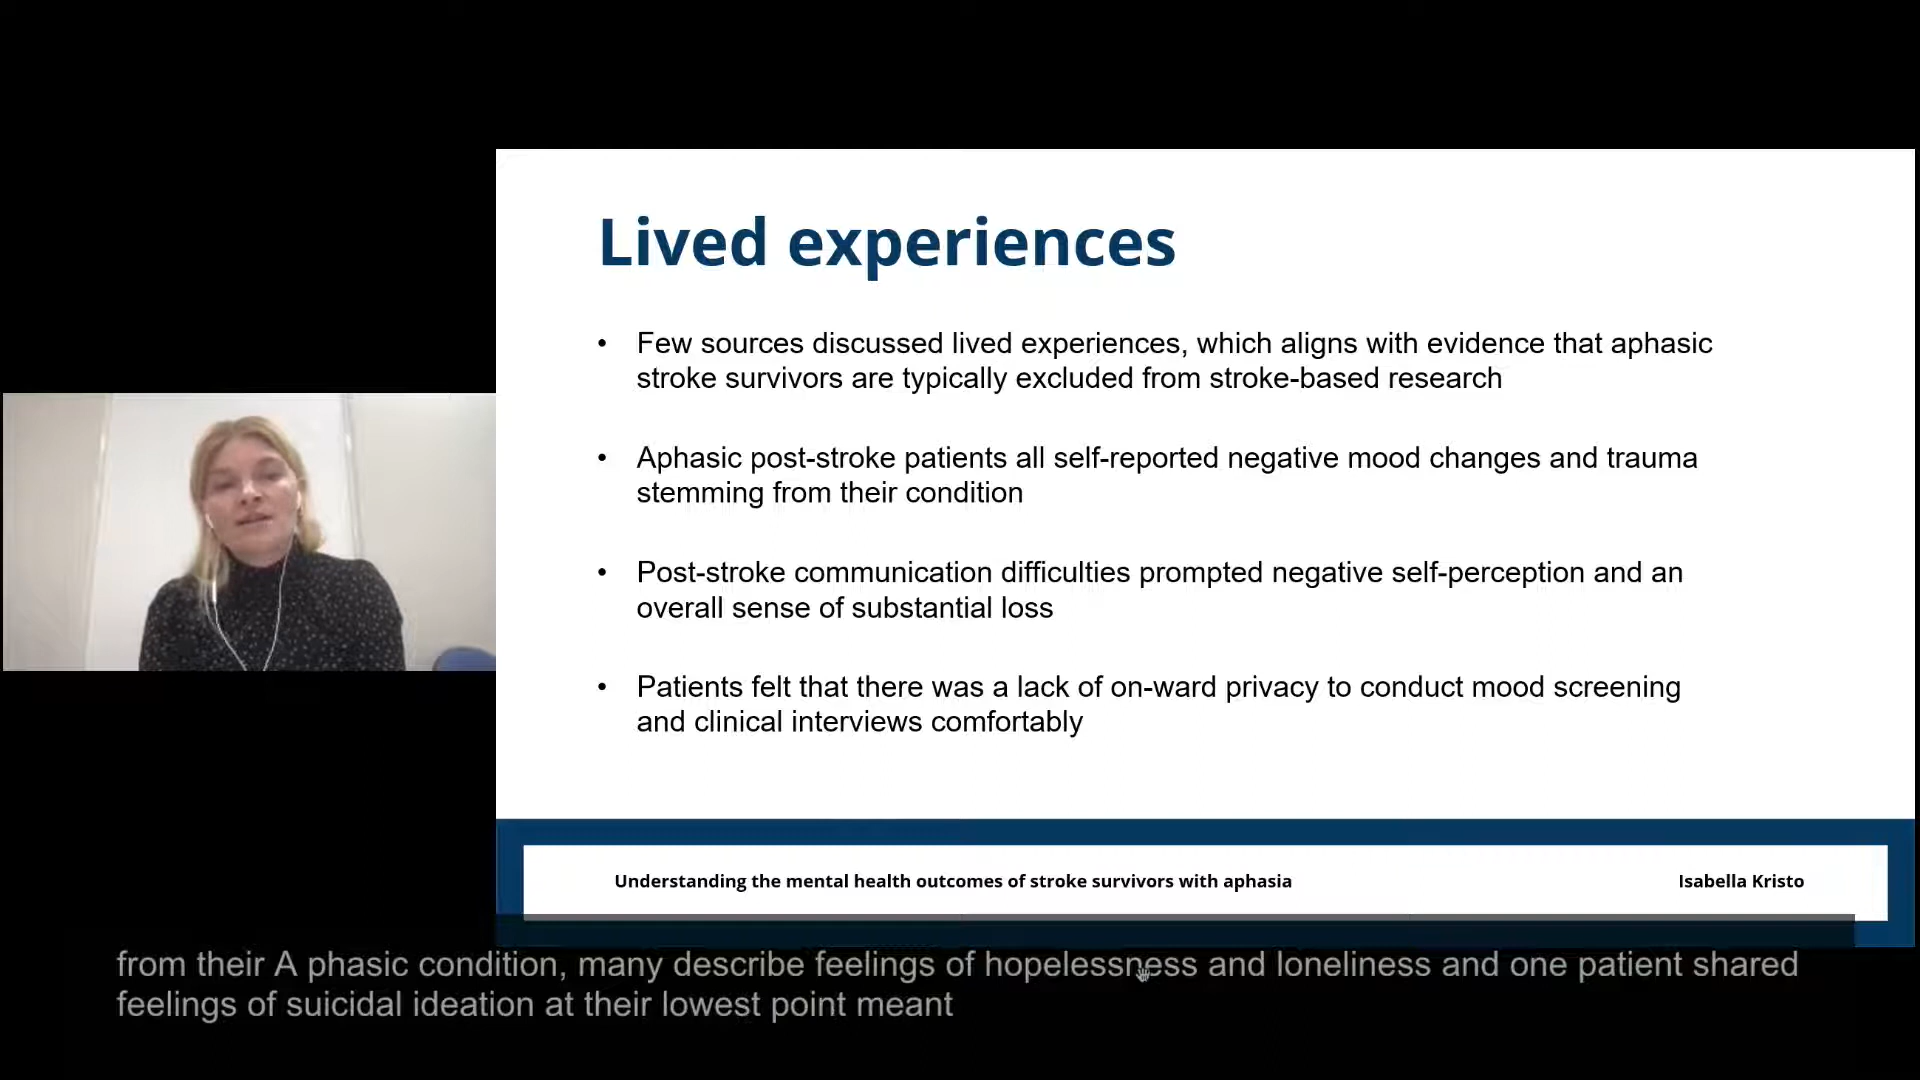 Lived experiences
• Few sources discussed lived experiences, which aligns with evidence that aphasic
stroke survivors are typically excluded from stroke-based research
• Aphasic post-stroke patients all self-reported negative mood changes and trauma
stemming from their condition
• Post-stroke communication difficulties prompted negative self-perception and an
overall sense of substantial loss
• Patients felt that there was a lack of on-ward privacy to conduct mood screening
and clinical interviews comfortably
Understanding the mental health outcomes of stroke survivors with aphasia
Isabella Kristo
from their A phasic condition, many describe feelings of hopelessness and loneliness and one patient shared
feelings of suicidal ideation at their lowest point meant